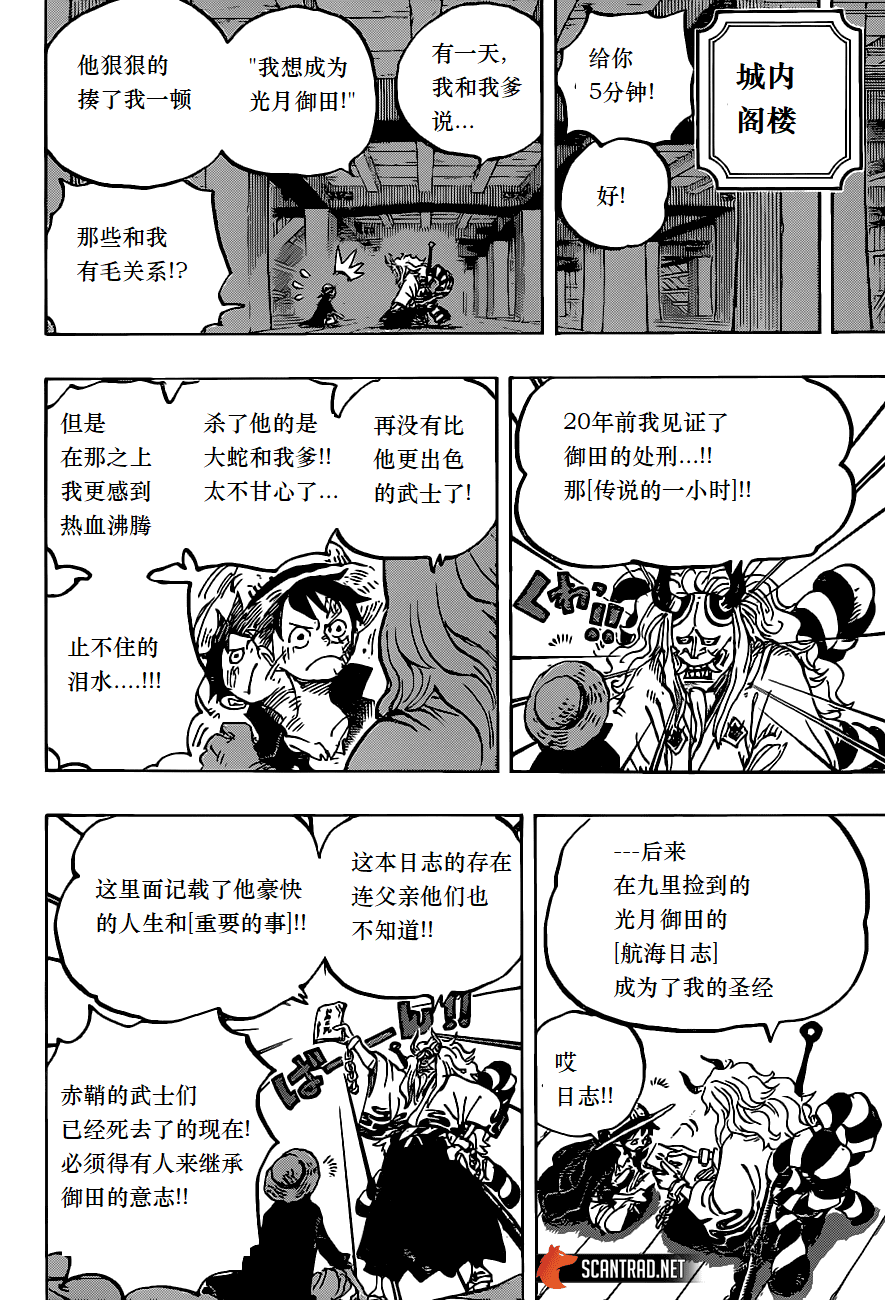 城内
阁楼
给你
5分钟!
好!
有一天,
我和我爹
说...
"我想成为
光月御田!"
他狠狠的
揍了我一顿
那些和我
有毛关系!?
20年前我见证了
御田的处刑...!!
那[传说的一小时]!!
くわっ!!
再没有比
他更出色
的武士了!
杀了他的是
大蛇和我爹!!
太不甘心了...
但是
在那之上
我更感到
热血沸腾
止不住的
泪水....!!!
---后来
在九里捡到的
光月御田的
[航海日志]
成为了我的圣经
哎
日志!!
这本日志的存在
连父亲他们也
不知道!!
这里面记载了他豪快
的人生和[重要的事]!!
赤鞘的武士们
已经死去了的现在!
必须得有人来继承
御田的意志!!
SCANTRAD.NET